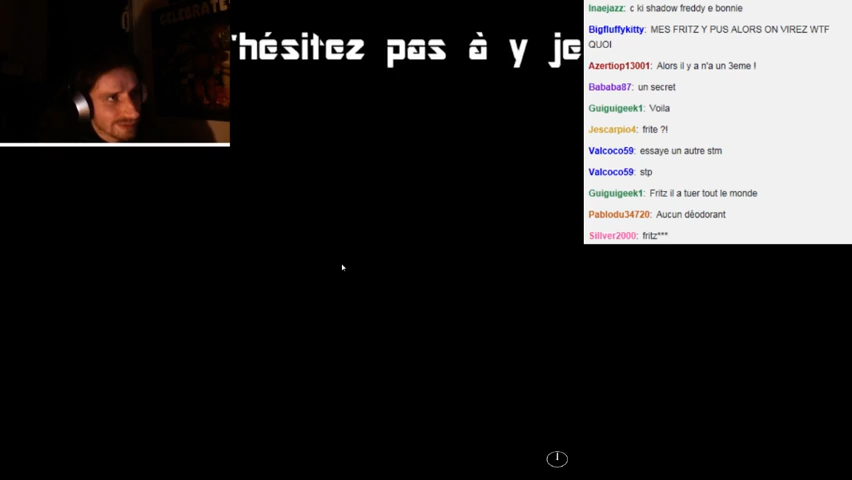 CELEBRATE
'hésitez pas à y je
Inaejazz: c ki shadow freddy e bonnie
Bigfluffykitty: MES FRITZ Y PUS ALORS ON VIREZ WTF
QUOI
Azertiop13001: Alors il y a n'a un 3eme !
Bababa87: un secret
Guiguigeek1: Voila
Jescarpio4: frite ?!
Valcoco59: essaye un autre stm
Valcoco59: stp
Guiguigeek1: Fritz il a tuer tout le monde
Pablodu34720: Aucun déodorant
Sillver2000: fritz***